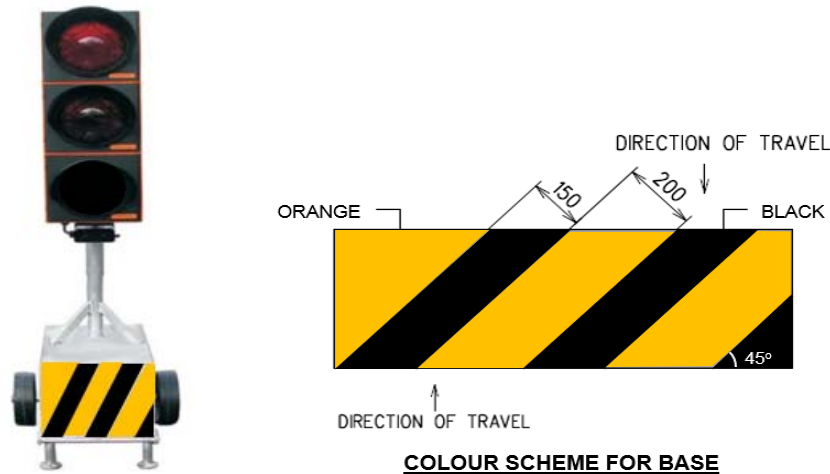 DIRECTION OF TRAVEL
150
200
ORANGE
BLACK
45°
DIRECTION OF TRAVEL
COLOUR SCHEME FOR BASE